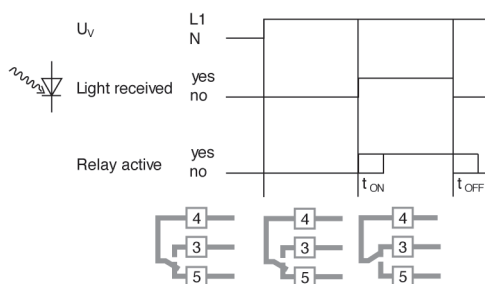 U_V L1
N
Light received yes
no
Relay active yes
no
t_ON t_OFF
4 4 4
3 3 3
5 5 5